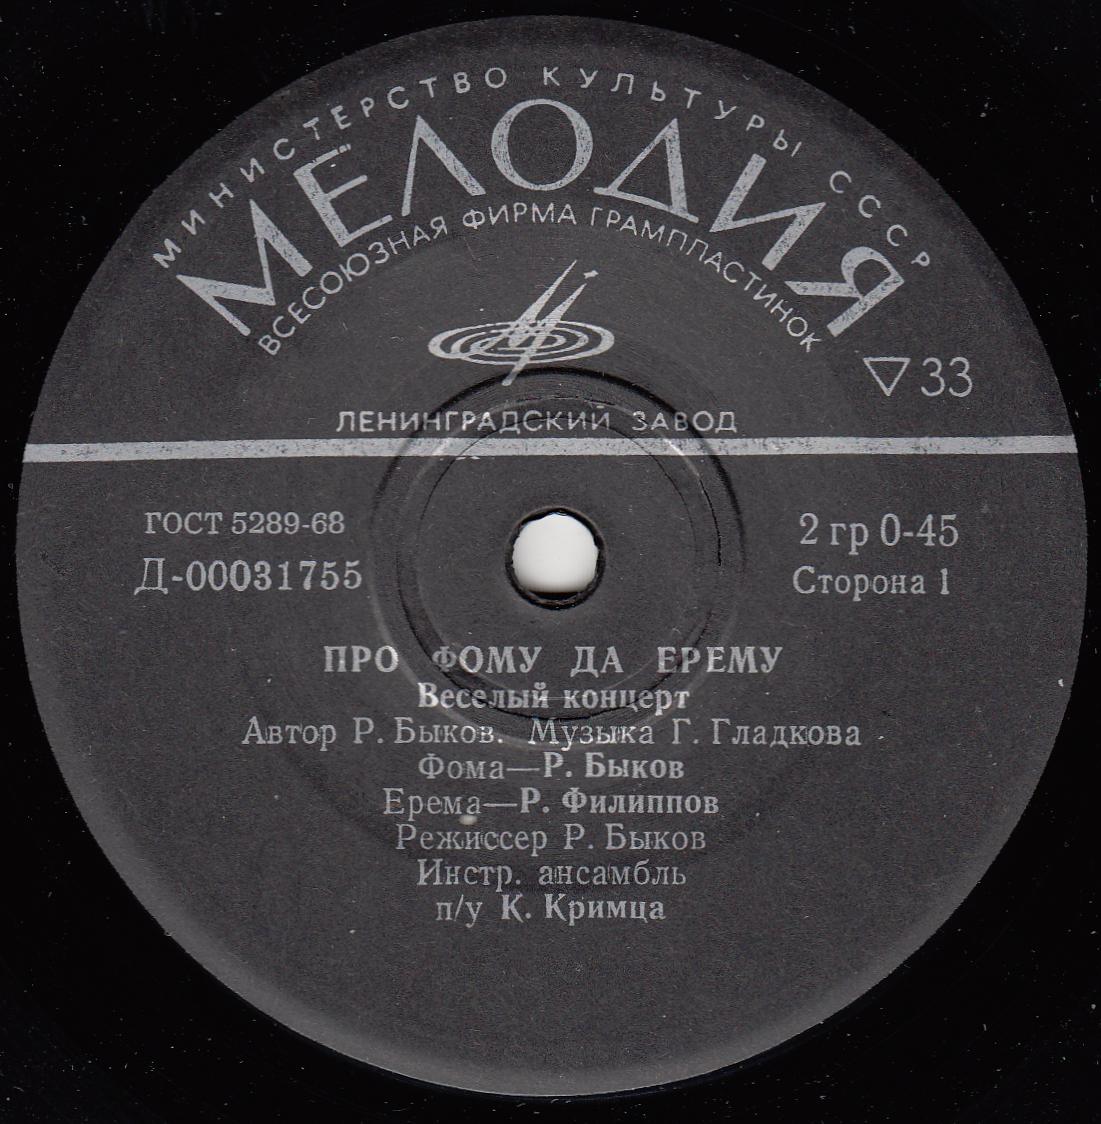 МИНИСТЕРСТВО КУЛЬТУРЫ СССР
МЕЛОДИЯ
ВСЕСОЮЗНАЯ ФИРМА ГРАМПЛАСТИНОК
33
ЛЕНИНГРАДСКИЙ ЗАВОД
ГОСТ 5289-68
2 гр 0-45
Д-00031755
Сторона 1
ПРО ФОМУ ДА ЕРЕМУ
Веселый концерт
Автор Р. Быков. Музыка Г. Гладкова
Фома—Р. Быков
Ерема—Р. Филиппов
Режиссер Р. Быков
Инстр. ансамбль
п/у К. Кримца